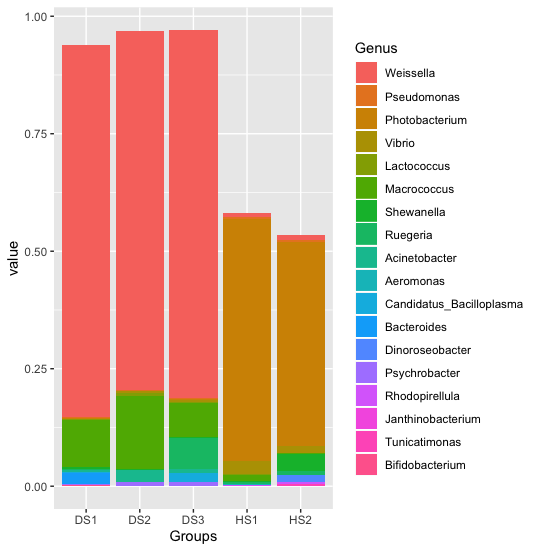 1.00
0.75
0.50
0.25
0.00
value
DS1 DS2 DS3 HS1 HS2
Groups
Genus
Weissella
Pseudomonas
Photobacterium
Vibrio
Lactococcus
Macrococcus
Shewanella
Ruegeria
Acinetobacter
Aeromonas
Candidatus_Bacilloplasma
Bacteroides
Dinoroseobacter
Psychrobacter
Rhodopirellula
Janthinobacterium
Tunicatimonas
Bifidobacterium